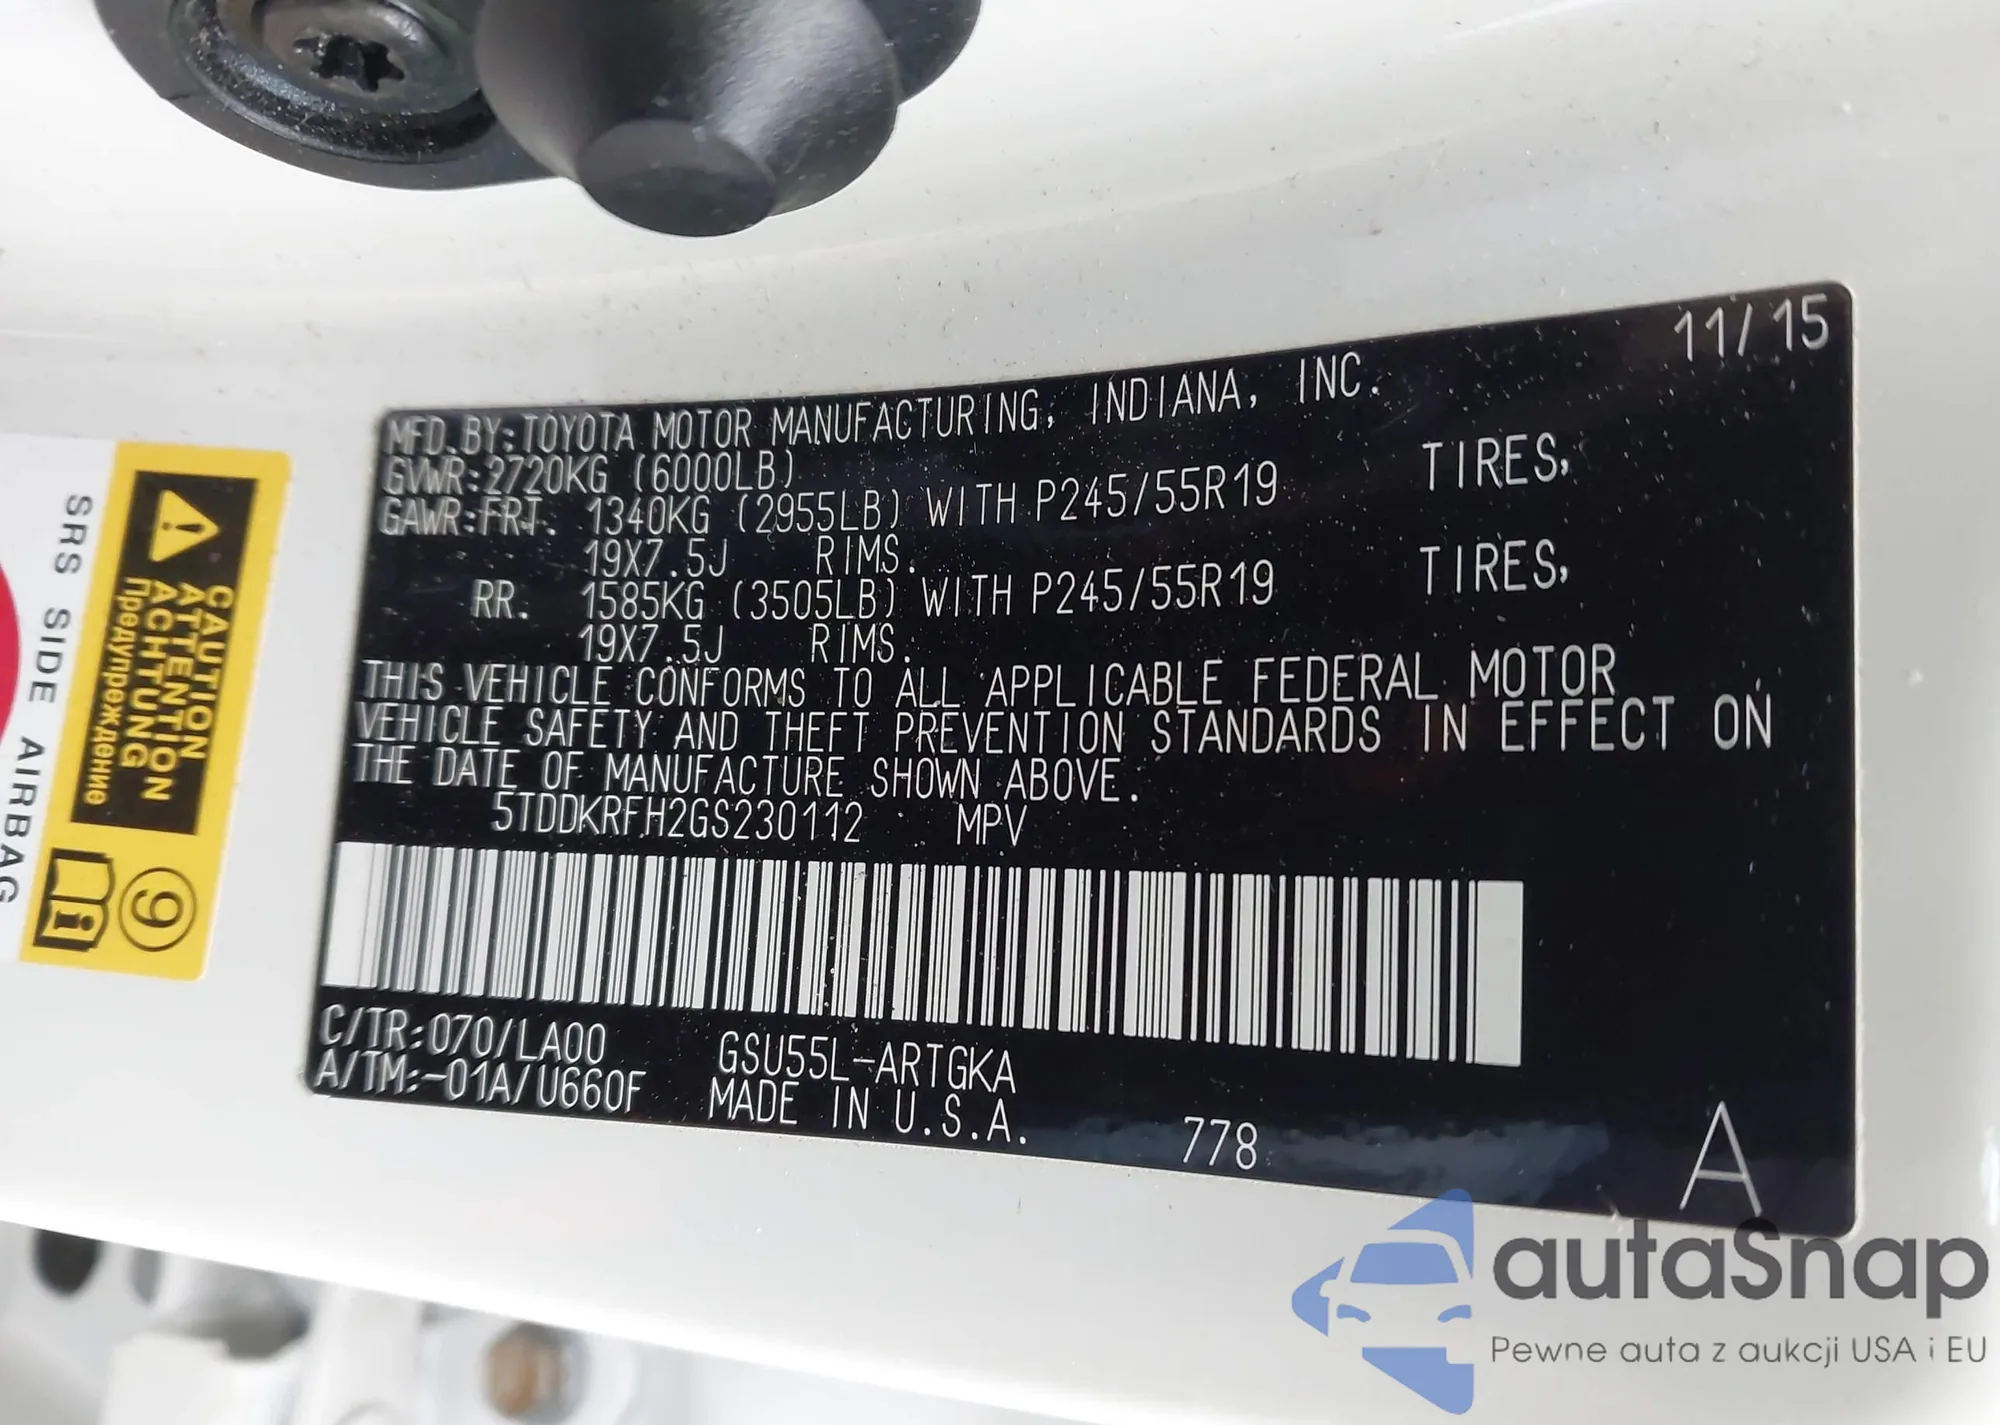 11/15
MFD.BY:TOYOTA MOTOR MANUFACTURING, INDIANA, INC.
GVWR:2720KG (6000LB)
GAWR:FRT. 1340KG (2955LB) WITH P245/55R19 TIRES,
19X7.5J RIMS.
RR. 1585KG (3505LB) WITH P245/55R19 TIRES,
19X7.5J RIMS.
THIS VEHICLE CONFORMS TO ALL APPLICABLE FEDERAL MOTOR
VEHICLE SAFETY AND THEFT PREVENTION STANDARDS IN EFFECT ON
THE DATE OF MANUFACTURE SHOWN ABOVE.
5TDDKRFH2GS230112 MPV
C/TR:070/LA00 GSU55L-ARTGKA
A/TM:-01A/U660F MADE IN U.S.A. 778 A
CAUTION
ATTENTION
ACHTUNG
Предупреждение
9
SRS SIDE AIRBAG
autaSnap
Pewne auta z aukcji USA i EU